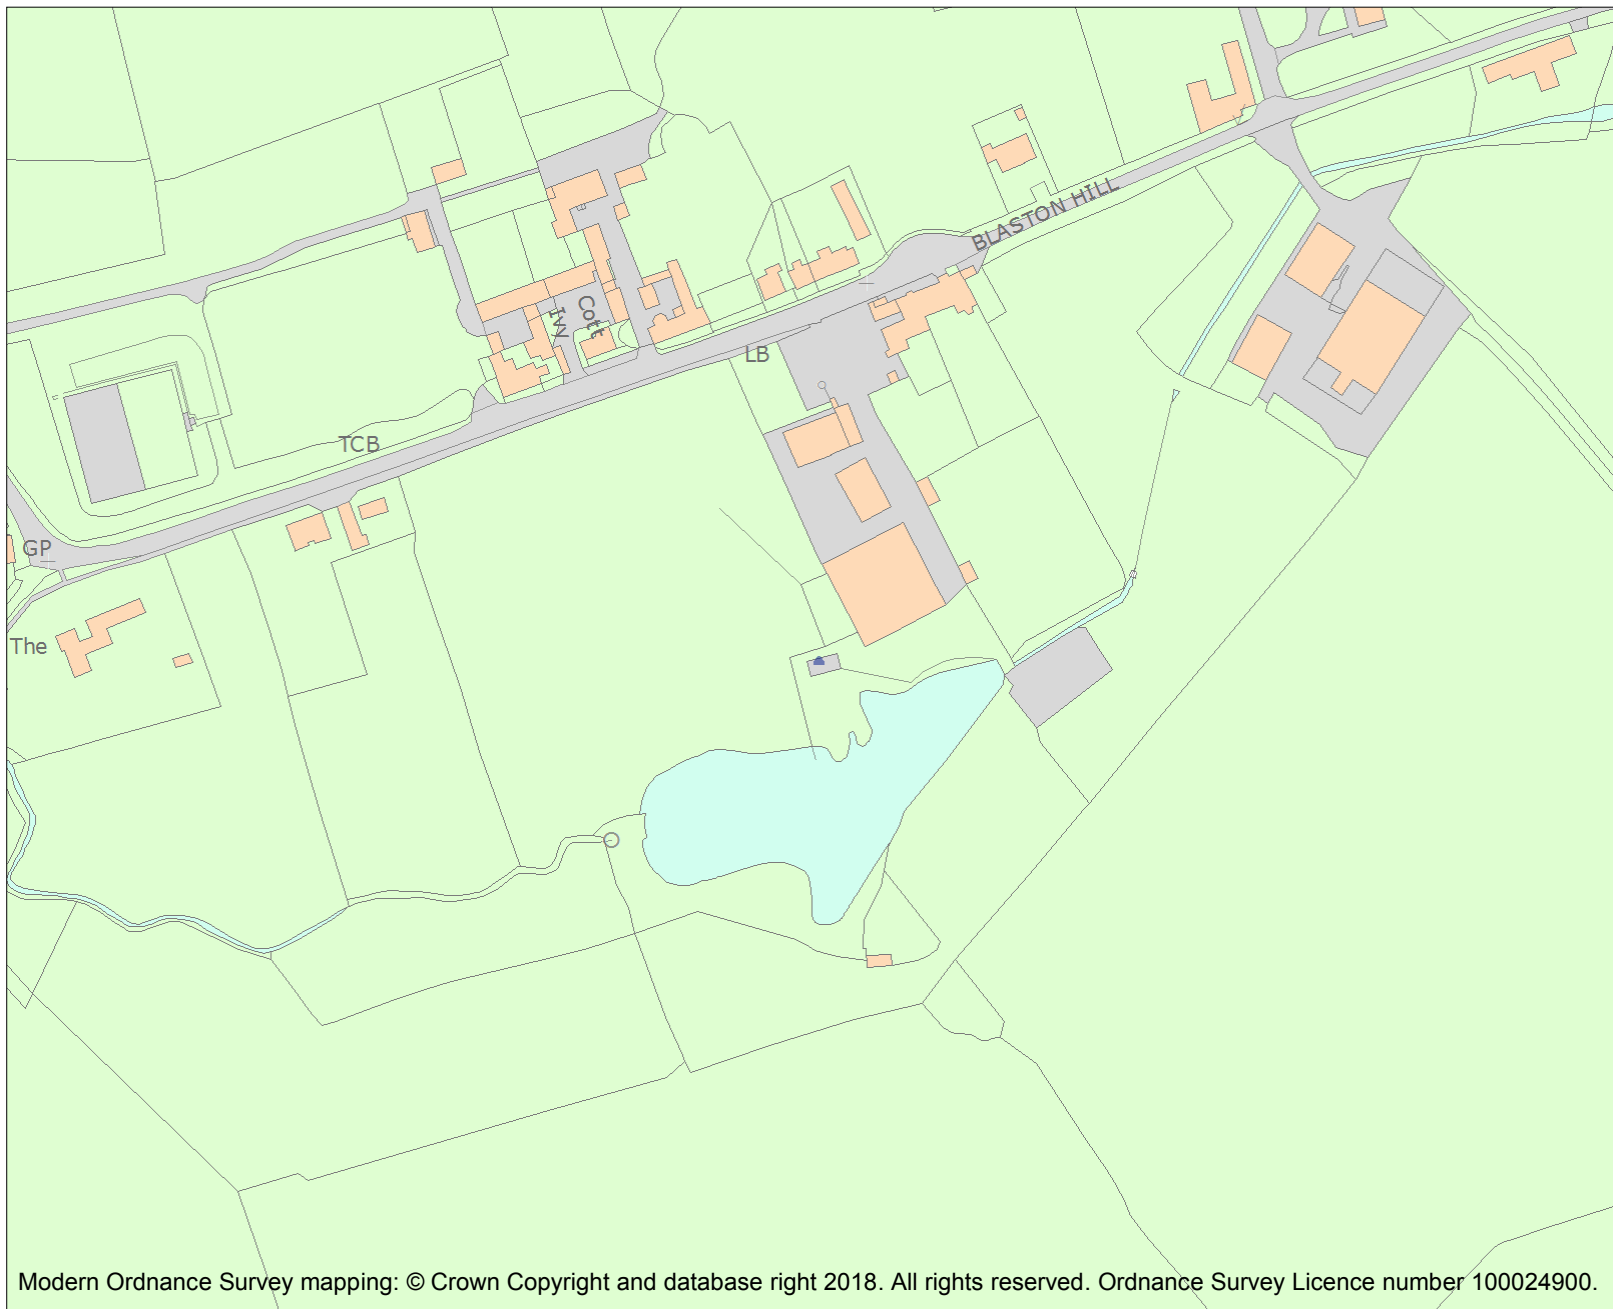 BLASTON HILL
Ivy
Cott
LB
TCB
GP
The
Modern Ordnance Survey mapping: © Crown Copyright and database right 2018. All rights reserved. Ordnance Survey Licence number 100024900.